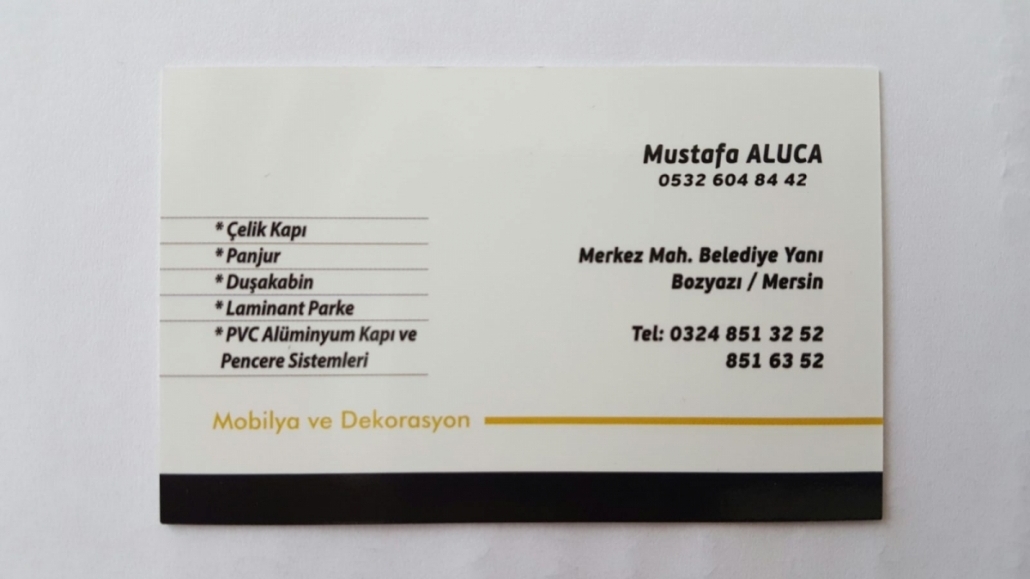 Mustafa ALUCA
0532 604 84 42
* Çelik Kapı
* Panjur
* Duşakabin
* Laminant Parke
* PVC Alüminyum Kapı ve
Pencere Sistemleri
Merkez Mah. Belediye Yanı
Bozyazı / Mersin
Tel: 0324 851 32 52
851 63 52
Mobilya ve Dekorasyon